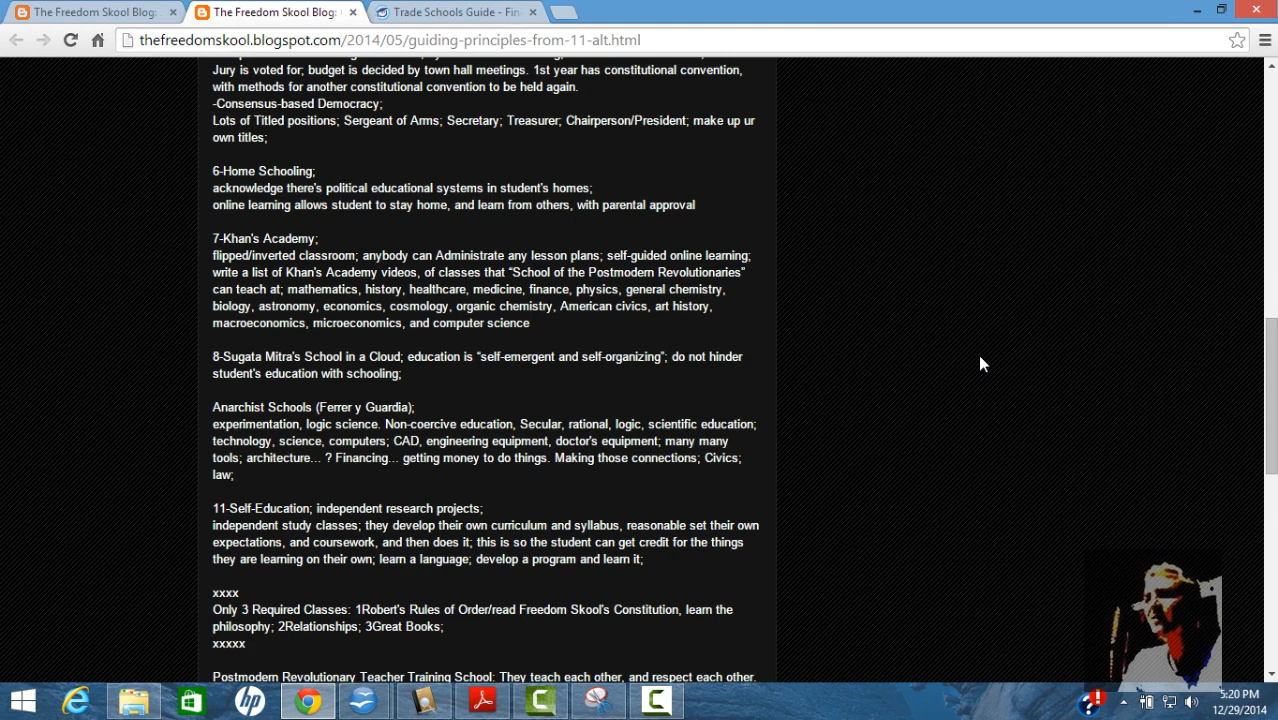 The Freedom Skool Blog:
The Freedom Skool Blog:
Trade Schools Guide - Fin
thefreedomskool.blogspot.com/2014/05/guiding-principles-from-11-alt.html
Jury is voted for; budget is decided by town hall meetings. 1st year has constitutional convention,
with methods for another constitutional convention to be held again.
-Consensus-based Democracy;
Lots of Titled positions; Sergeant of Arms; Secretary; Treasurer; Chairperson/President; make up ur
own titles;
6-Home Schooling;
acknowledge there's political educational systems in student's homes;
online learning allows student to stay home, and learn from others, with parental approval
7-Khan's Academy;
flipped/inverted classroom; anybody can Administrate any lesson plans; self-guided online learning;
write a list of Khan's Academy videos, of classes that “School of the Postmodern Revolutionaries”
can teach at; mathematics, history, healthcare, medicine, finance, physics, general chemistry,
biology, astronomy, economics, cosmology, organic chemistry, American civics, art history,
macroeconomics, microeconomics, and computer science
8-Sugata Mitra's School in a Cloud; education is “self-emergent and self-organizing”; do not hinder
student's education with schooling;
Anarchist Schools (Ferrer y Guardia);
experimentation, logic science. Non-coercive education, Secular, rational, logic, scientific education;
technology, science, computers; CAD, engineering equipment, doctor's equipment; many many
tools; architecture... ? Financing... getting money to do things. Making those connections; Civics;
law;
11-Self-Education; independent research projects;
independent study classes; they develop their own curriculum and syllabus, reasonable set their own
expectations, and coursework, and then does it; this is so the student can get credit for the things
they are learning on their own; learn a language; develop a program and learn it;
xxxx
Only 3 Required Classes: 1Robert's Rules of Order/read Freedom Skool's Constitution, learn the
philosophy; 2Relationships; 3Great Books;
xxxxx
Postmodern Revolutionary Teacher Training School: They teach each other, and respect each other.
5:20 PM
12/29/2014